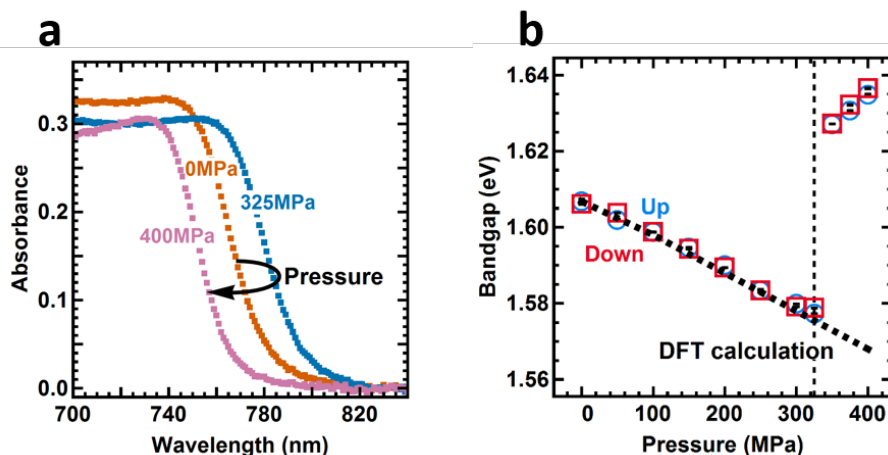 a
Absorbance
0.3
0.2
0.1
0.0
700
740
780
820
Wavelength (nm)
0MPa
325MPa
400MPa
Pressure
b
Bandgap (eV)
1.64
1.62
1.60
1.58
1.56
0
100
200
300
400
Pressure (MPa)
Up
Down
DFT calculation